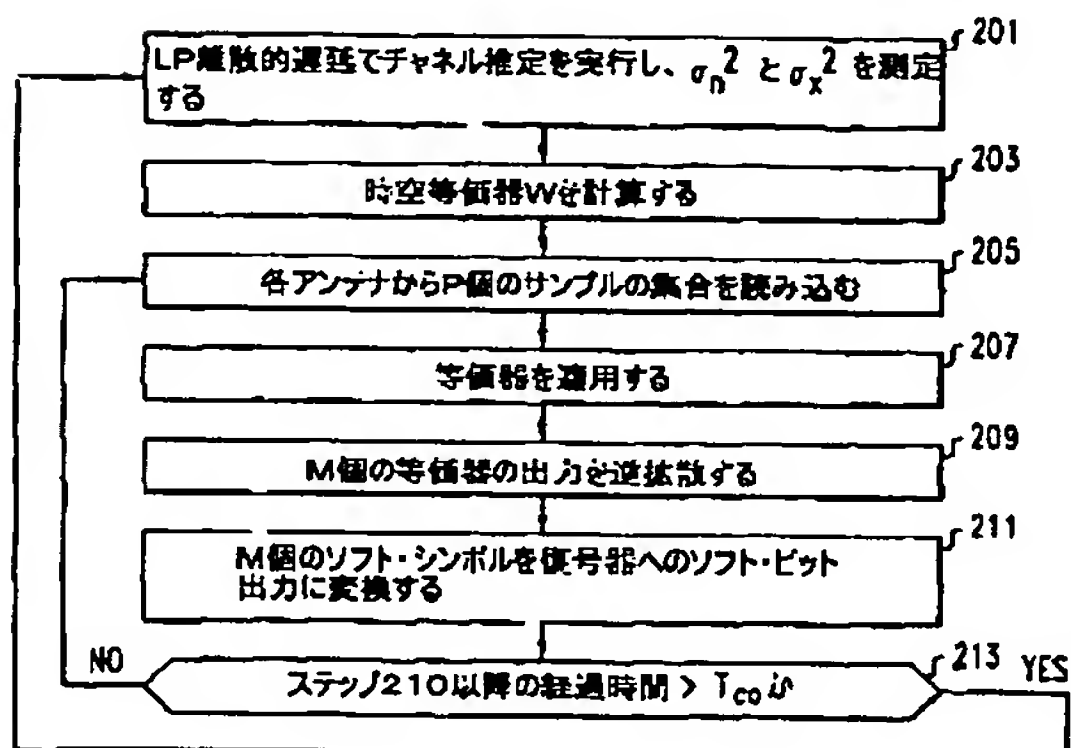 201
LP離散的遅延でチャネル推定を実行し、σn² と σx² を測定
する
203
時空等価器Wを計算する
205
各アンテナからP個のサンプルの集合を読み込む
207
等価器を適用する
209
M個の等価器の出力を逆拡散する
211
M個のソフト・シンボルを復号器へのソフト・ビット
出力に変換する
213
NO
ステップ210以降の経過時間 > Tco か
YES